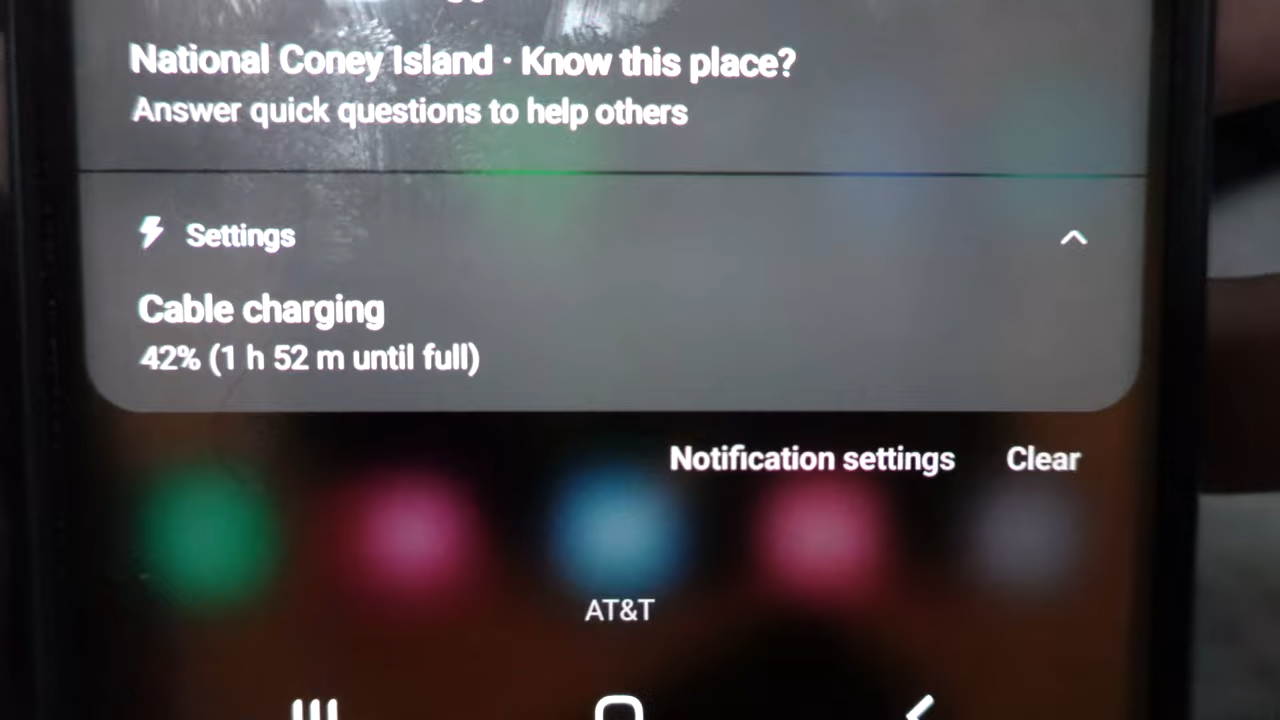 National Coney Island · Know this place?
Answer quick questions to help others
Settings
Cable charging
42% (1 h 52 m until full)
Notification settings Clear
AT&T